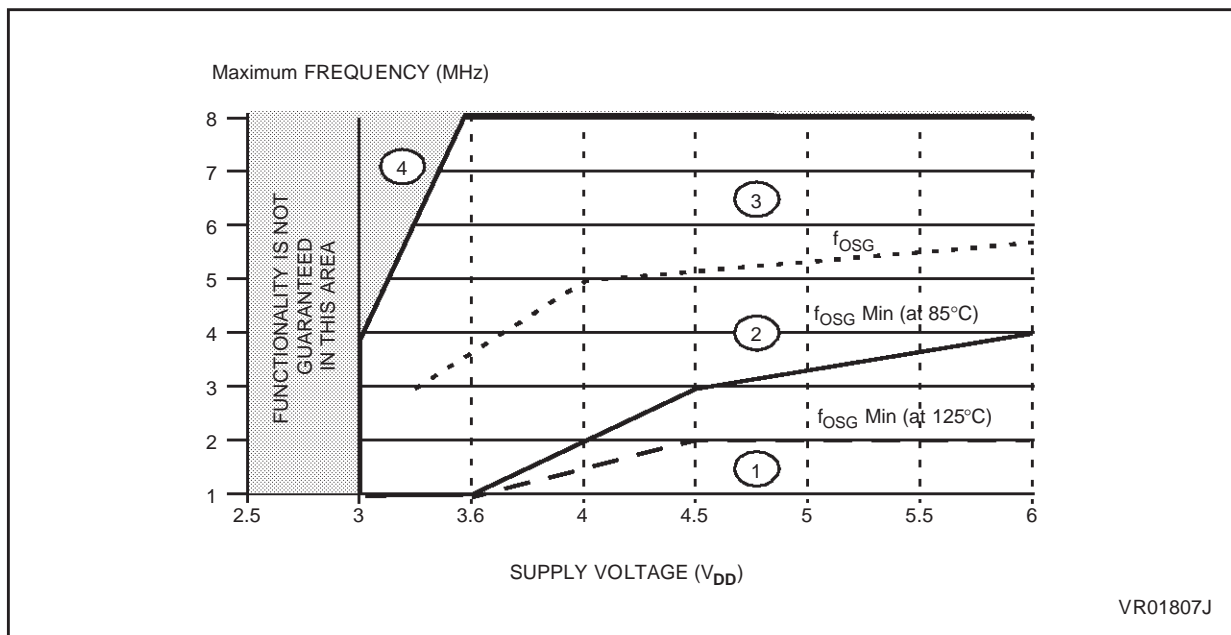 Maximum FREQUENCY (MHz)
8
7
6
5
4
3
2
1
FUNCTIONALITY IS NOT
GUARANTEED
IN THIS AREA
4
3
fOSG
fOSG Min (at 85°C)
2
fOSG Min (at 125°C)
1
2.5 3 3.6 4 4.5 5 5.5 6
SUPPLY VOLTAGE (VDD)
VR01807J